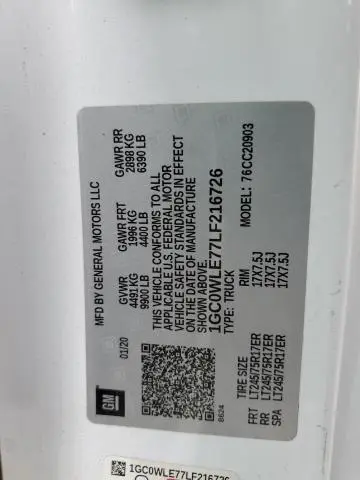 MFD BY GENERAL MOTORS LLC
01/20
GVWR
4491 KG
9900 LB
GAWR FRT
1996 KG
4400 LB
GAWR RR
2898 KG
6390 LB
THIS VEHICLE CONFORMS TO ALL
APPLICABLE U.S. FEDERAL MOTOR
VEHICLE SAFETY STANDARDS IN EFFECT
ON THE DATE OF MANUFACTURE
SHOWN ABOVE.
1GC0WLE77LF216726
TYPE: TRUCK
MODEL: 76CC20903
TIRE SIZE
RIM
FRT LT245/75R17ER 17X7.5J
RR LT245/75R17ER 17X7.5J
SPA LT245/75R17ER 17X7.5J
GM
8624
1GC0WLE77LF216726